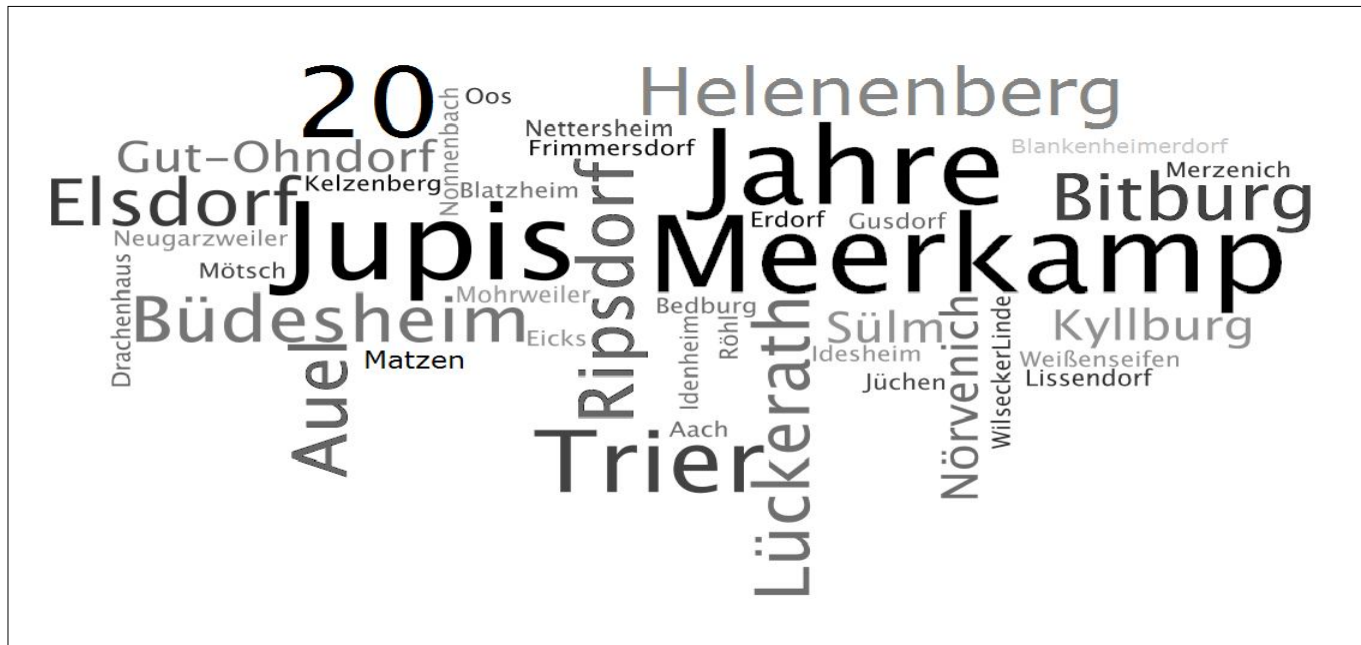 20
Helenenberg
Oos
Nonnenbach
Nettersheim
Frimmersdorf
Jahre
Blankenheimerdorf
Gut-Ohndorf
Merzenich
Elsdorf
Kelzenberg
Blatzheim
Ripsdorf
Bitburg
Jupis
Meerkamp
Erdorf
Gusdorf
Neugarzweiler
Mötsch
Drachenhaus
Büdesheim
Mohrweiler
Bedburg
Eicks
Idenheim
Röhl
Lückerath
Sülm
Idesheim
Jüchen
Nörvenich
WilseckerLinde
Kyllburg
Weißenseifen
Lissendorf
Auel
Matzen
Trier
Aach